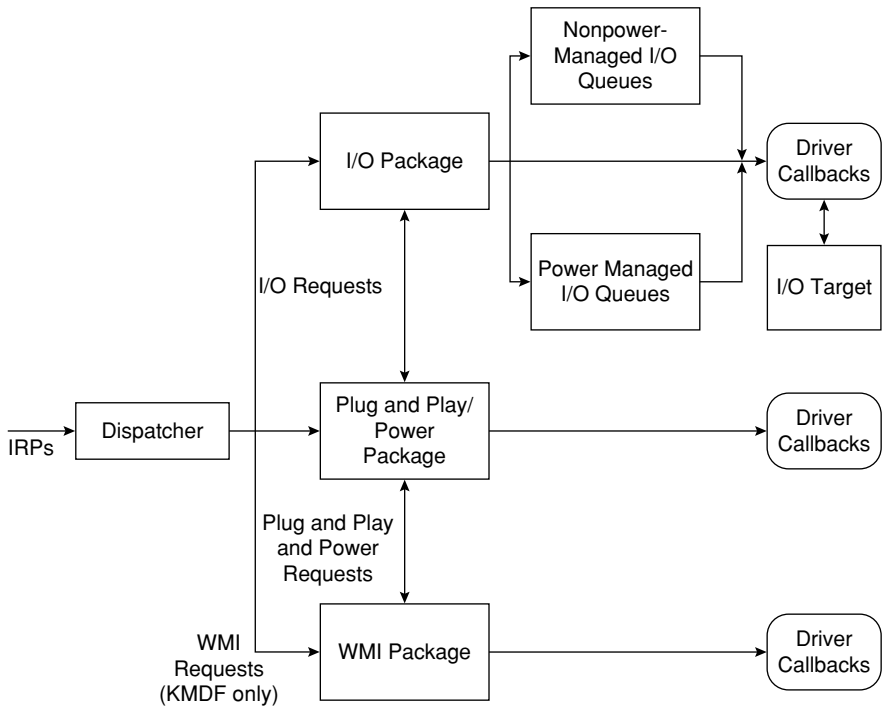 Nonpower-
Managed I/O
Queues
I/O Package
Driver
Callbacks
Power Managed
I/O Queues
I/O Target
I/O Requests
IRPs
Dispatcher
Plug and Play/
Power
Package
Driver
Callbacks
Plug and Play
and Power
Requests
WMI
Requests
(KMDF only)
WMI Package
Driver
Callbacks